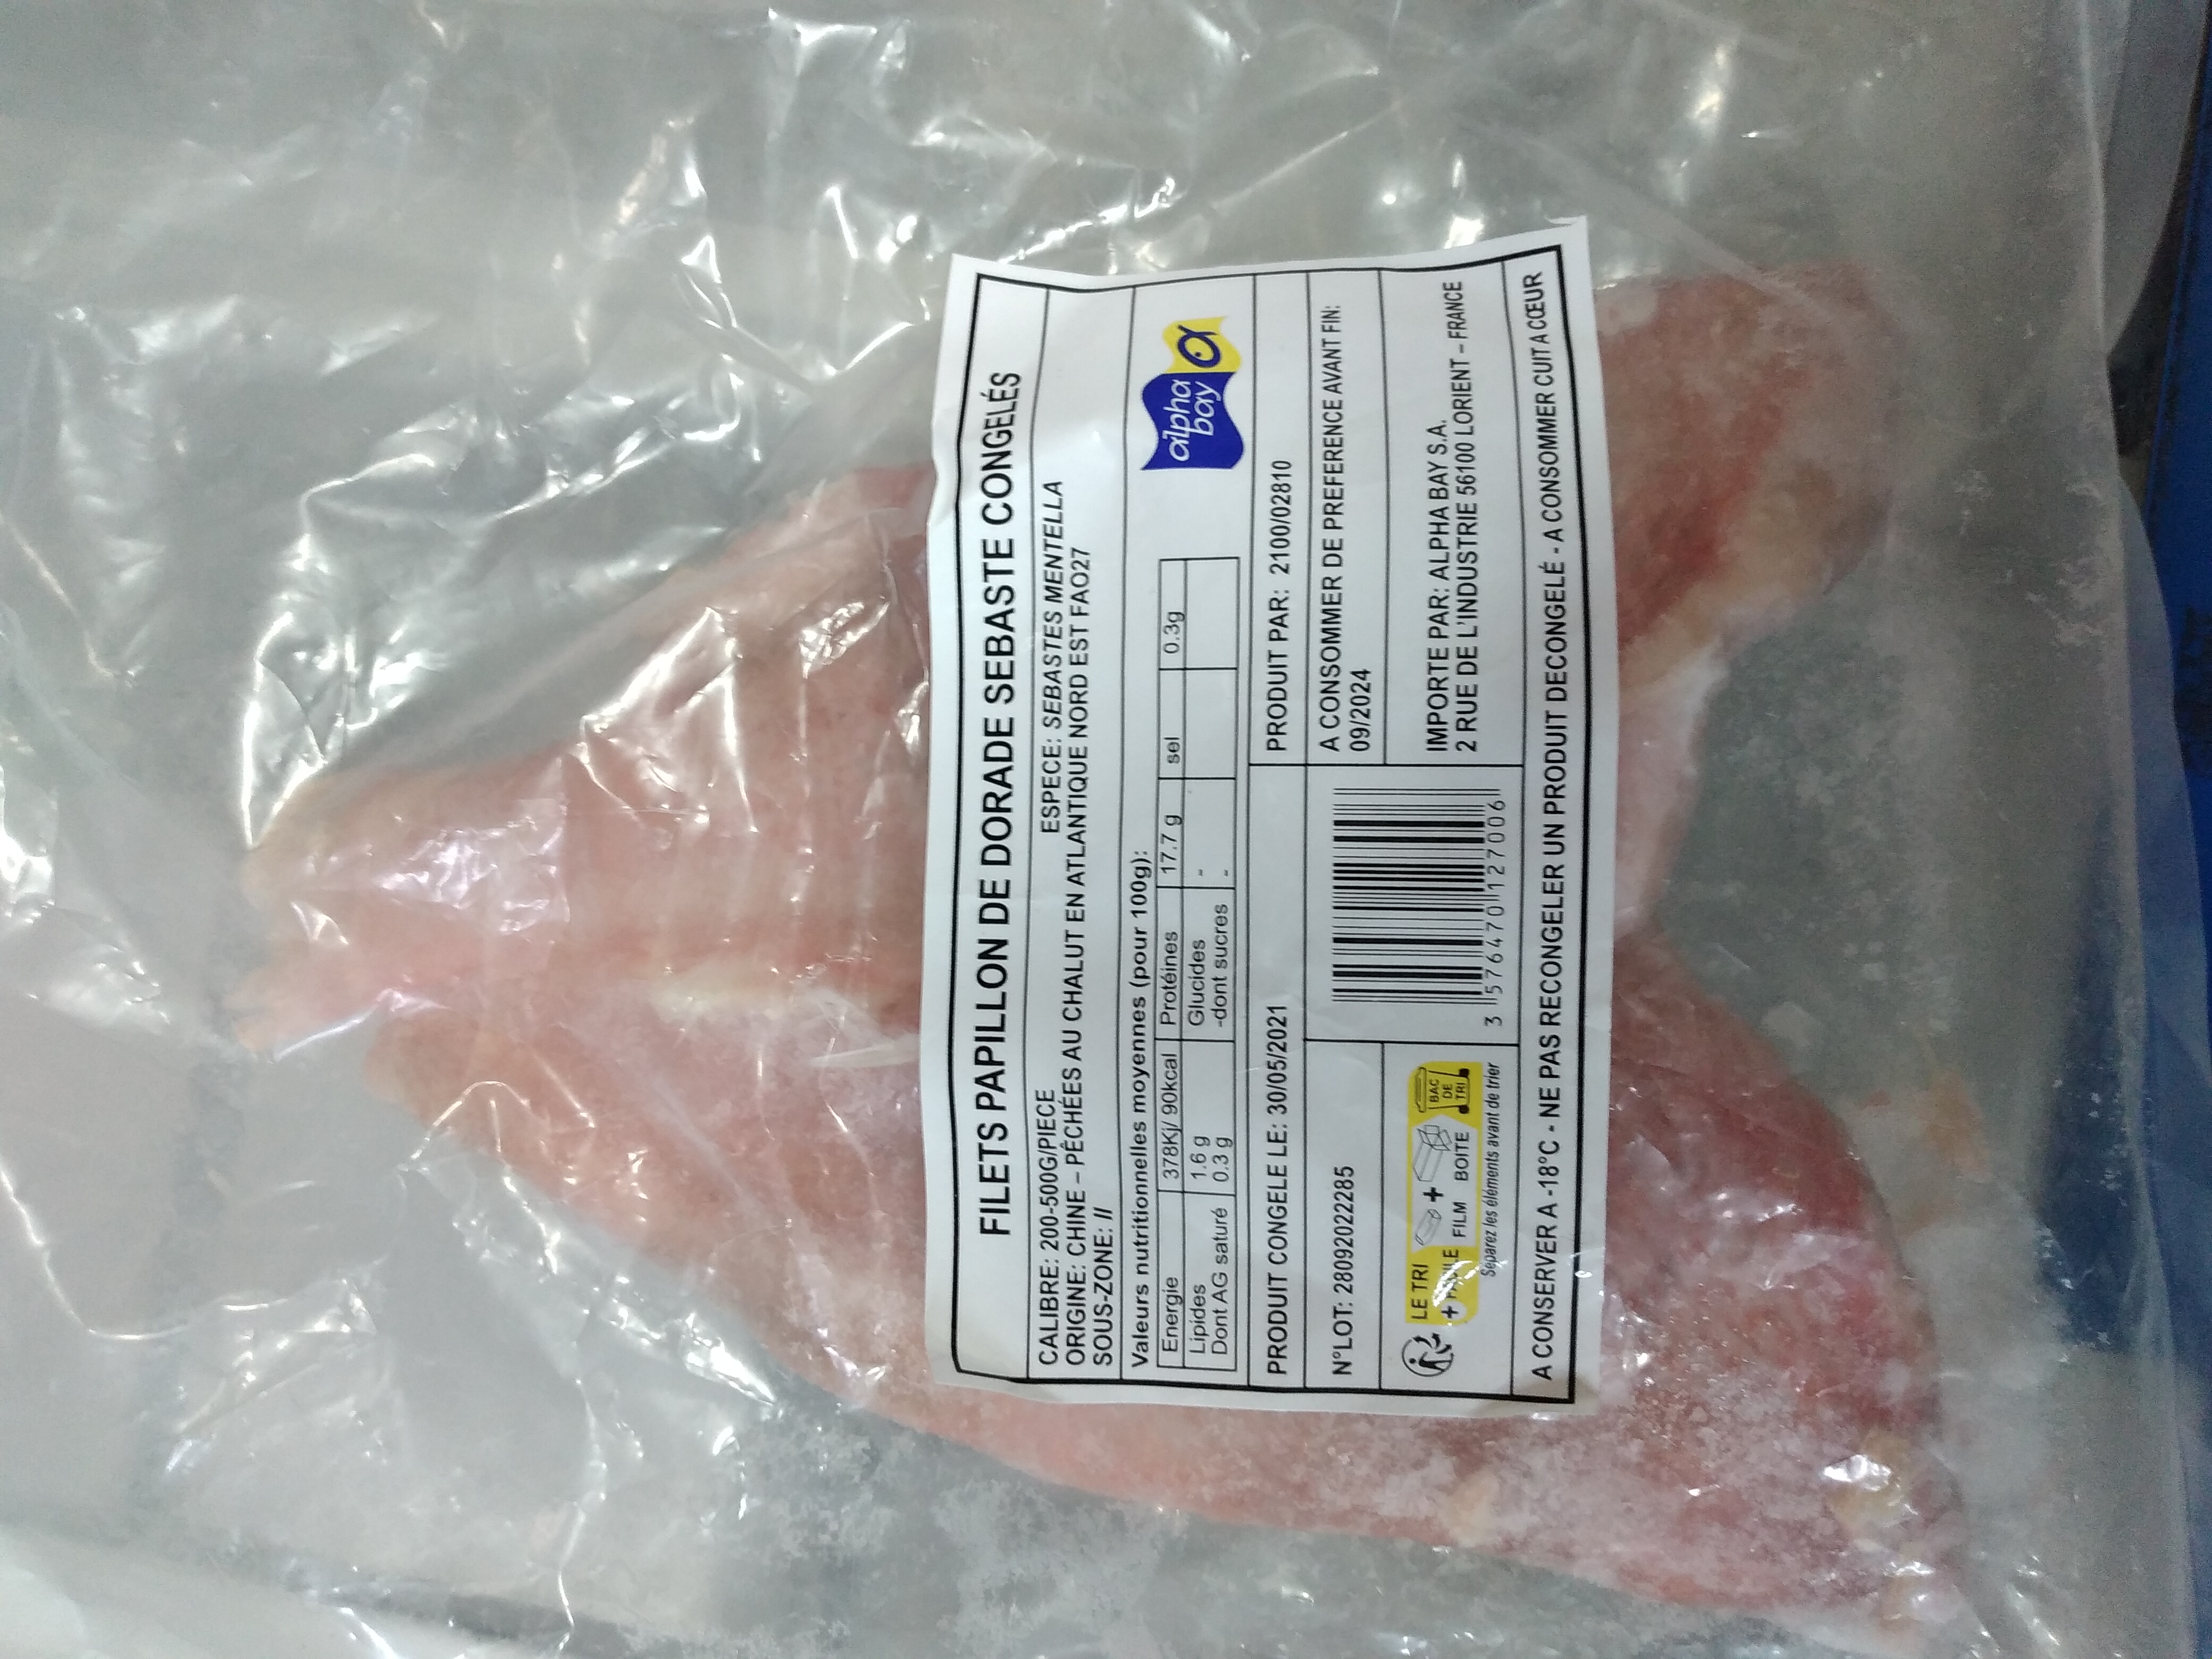 FILETS PAPILLON DE DORADE SEBASTE CONGELÉS
CALIBRE: 200-500G/PIECE ESPECE: SEBASTES MENTELLA
ORIGINE: CHINE – PÊCHÉES AU CHALUT EN ATLANTIQUE NORD EST FAO27
SOUS-ZONE: //
Valeurs nutritionnelles moyennes (pour 100g):
Energie 378Kj/ 90kcal Protéines 17.7 g sel 0.3g
Lipides 1.6 g Glucides -
Dont AG saturé 0.3 g -dont sucres -
alpha
bay
PRODUIT CONGELE LE: 30/05/2021
PRODUIT PAR: 2100/02810
N°LOT: 28092022285
A CONSOMMER DE PREFERENCE AVANT FIN:
09/2024
LE TRI
+ FACILE
FILM
+
BOITE
BAC
DE
TRI
Séparez les éléments avant de trier
3 576470 127006
IMPORTE PAR: ALPHA BAY S.A.
2 RUE DE L'INDUSTRIE 56100 LORIENT – FRANCE
A CONSERVER A -18°C - NE PAS RECONGELER UN PRODUIT DECONGELÉ - A CONSOMMER CUIT A CŒUR